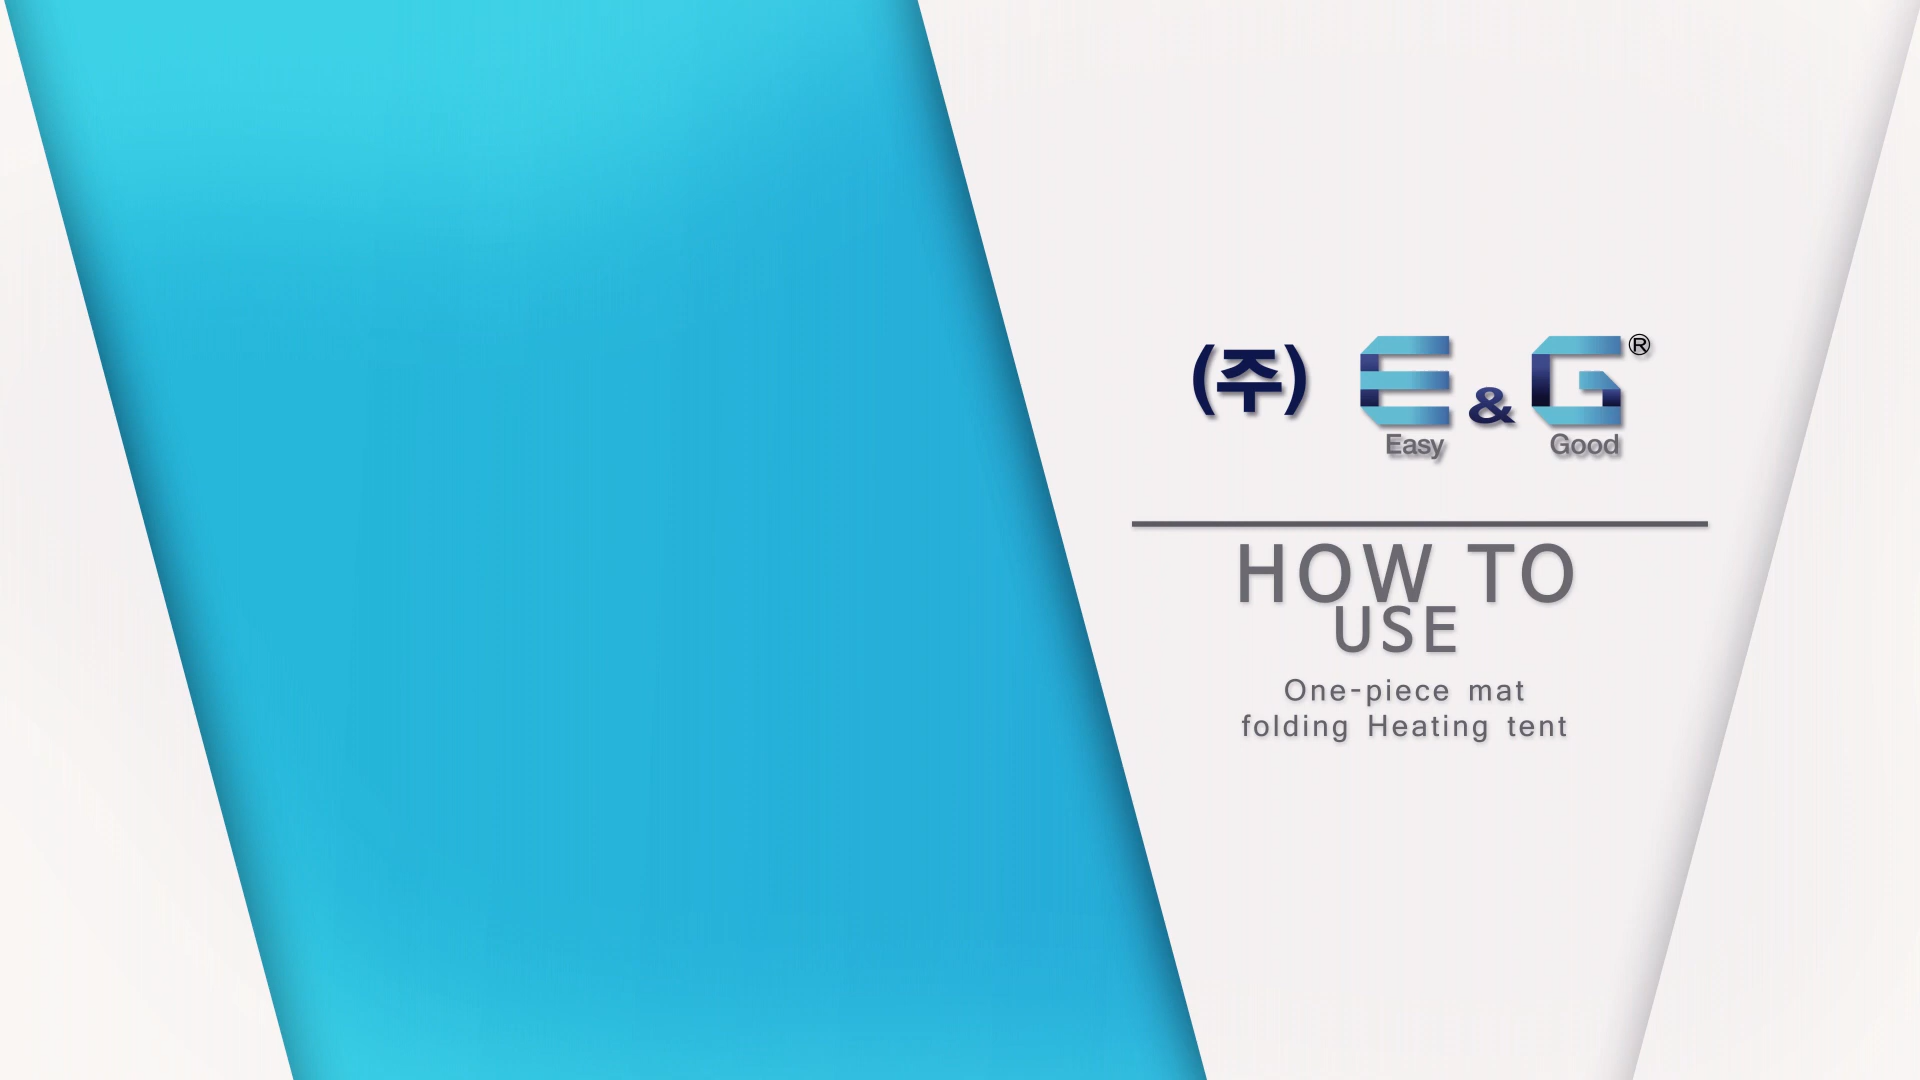 (주) E & G ®
Easy Good
HOW TO
USE
One-piece mat
folding Heating tent